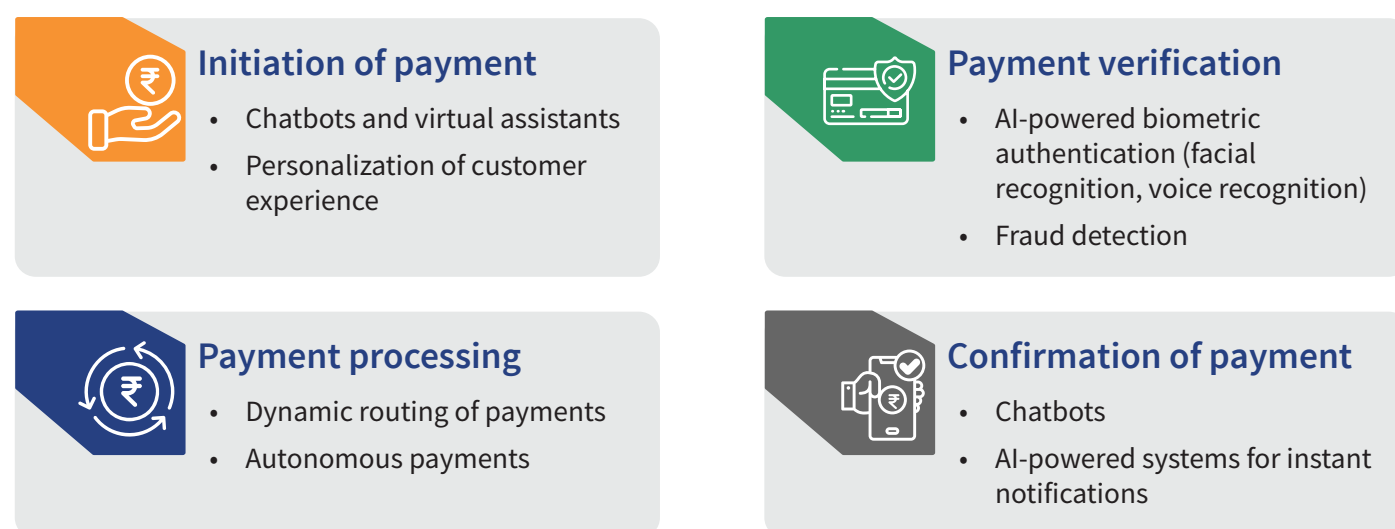 Initiation of payment
• Chatbots and virtual assistants
• Personalization of customer
experience
Payment verification
• AI-powered biometric
authentication (facial
recognition, voice recognition)
• Fraud detection
Payment processing
• Dynamic routing of payments
• Autonomous payments
Confirmation of payment
• Chatbots
• AI-powered systems for instant
notifications